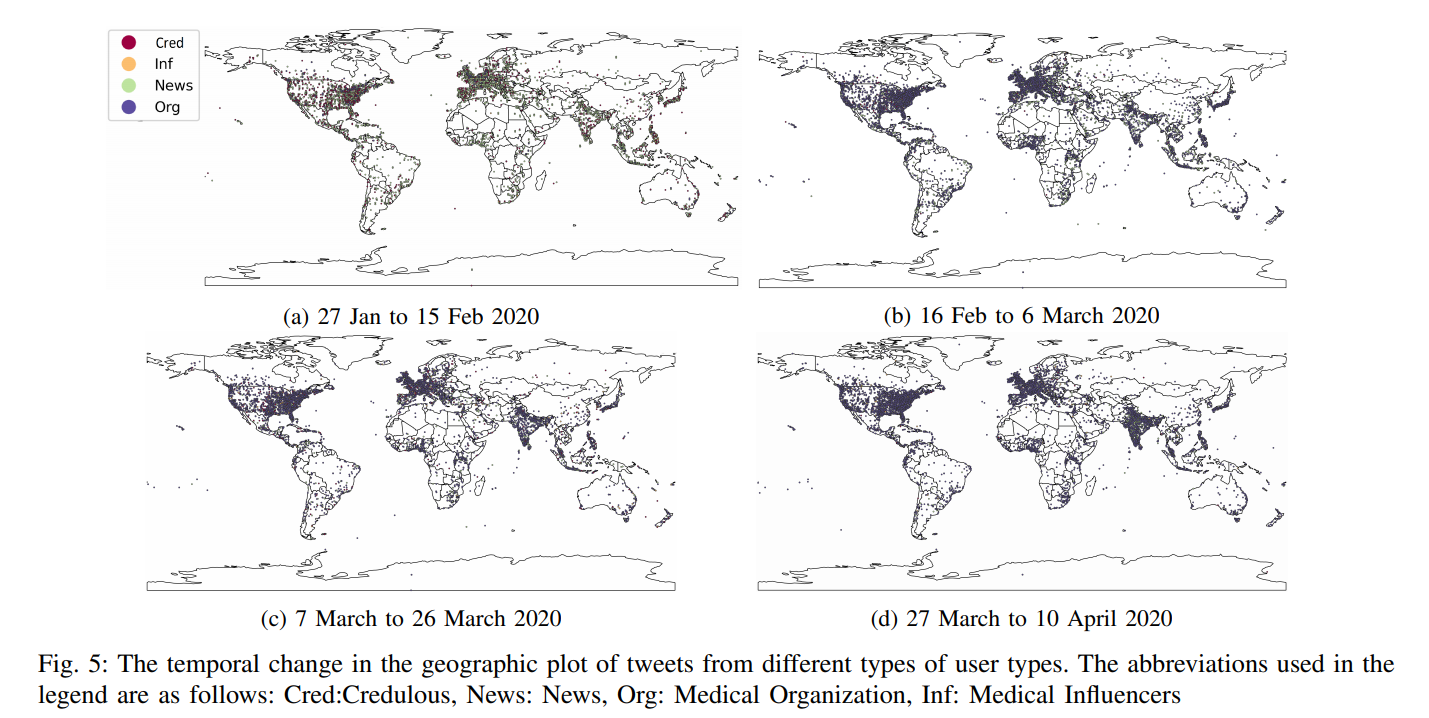 Cred
Inf
News
Org
(a) 27 Jan to 15 Feb 2020
(b) 16 Feb to 6 March 2020
(c) 7 March to 26 March 2020
(d) 27 March to 10 April 2020
Fig. 5: The temporal change in the geographic plot of tweets from different types of user types. The abbreviations used in the
legend are as follows: Cred:Credulous, News: News, Org: Medical Organization, Inf: Medical Influencers